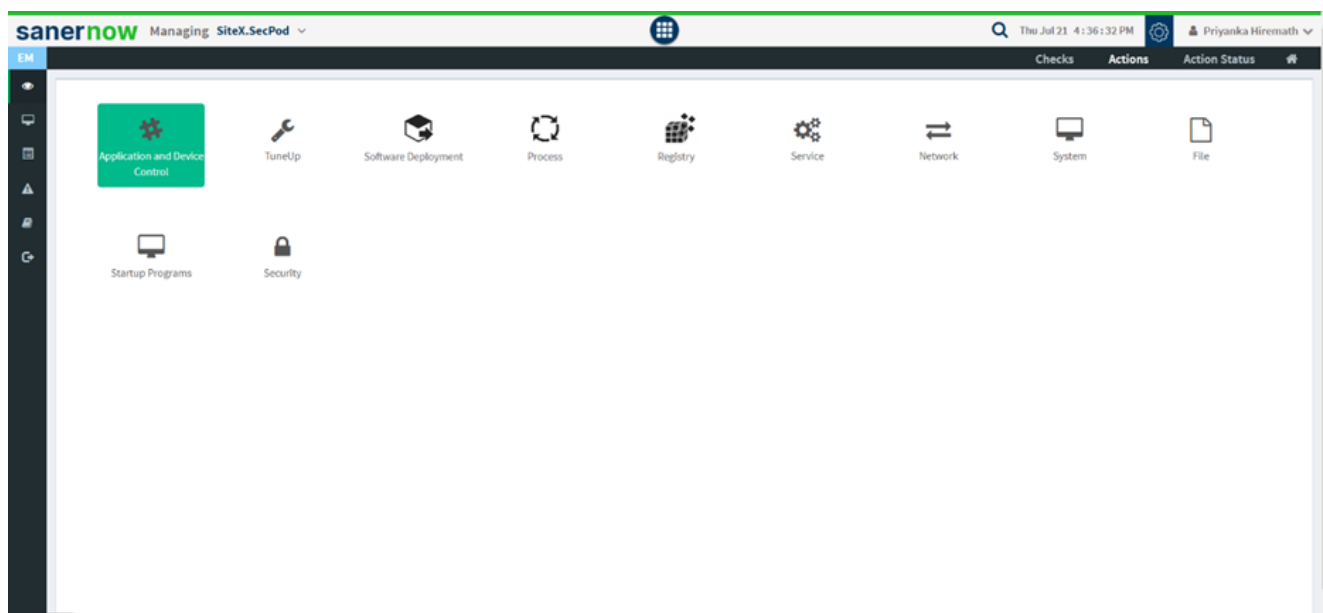 sanernow Managing SiteX.SecPod Thu Jul 21 4:36:32 PM Priyanka Hiremath
EM Checks Actions Action Status
Application and Device
Control
TuneUp
Software Deployment
Process
Registry
Service
Network
System
File
Startup Programs
Security